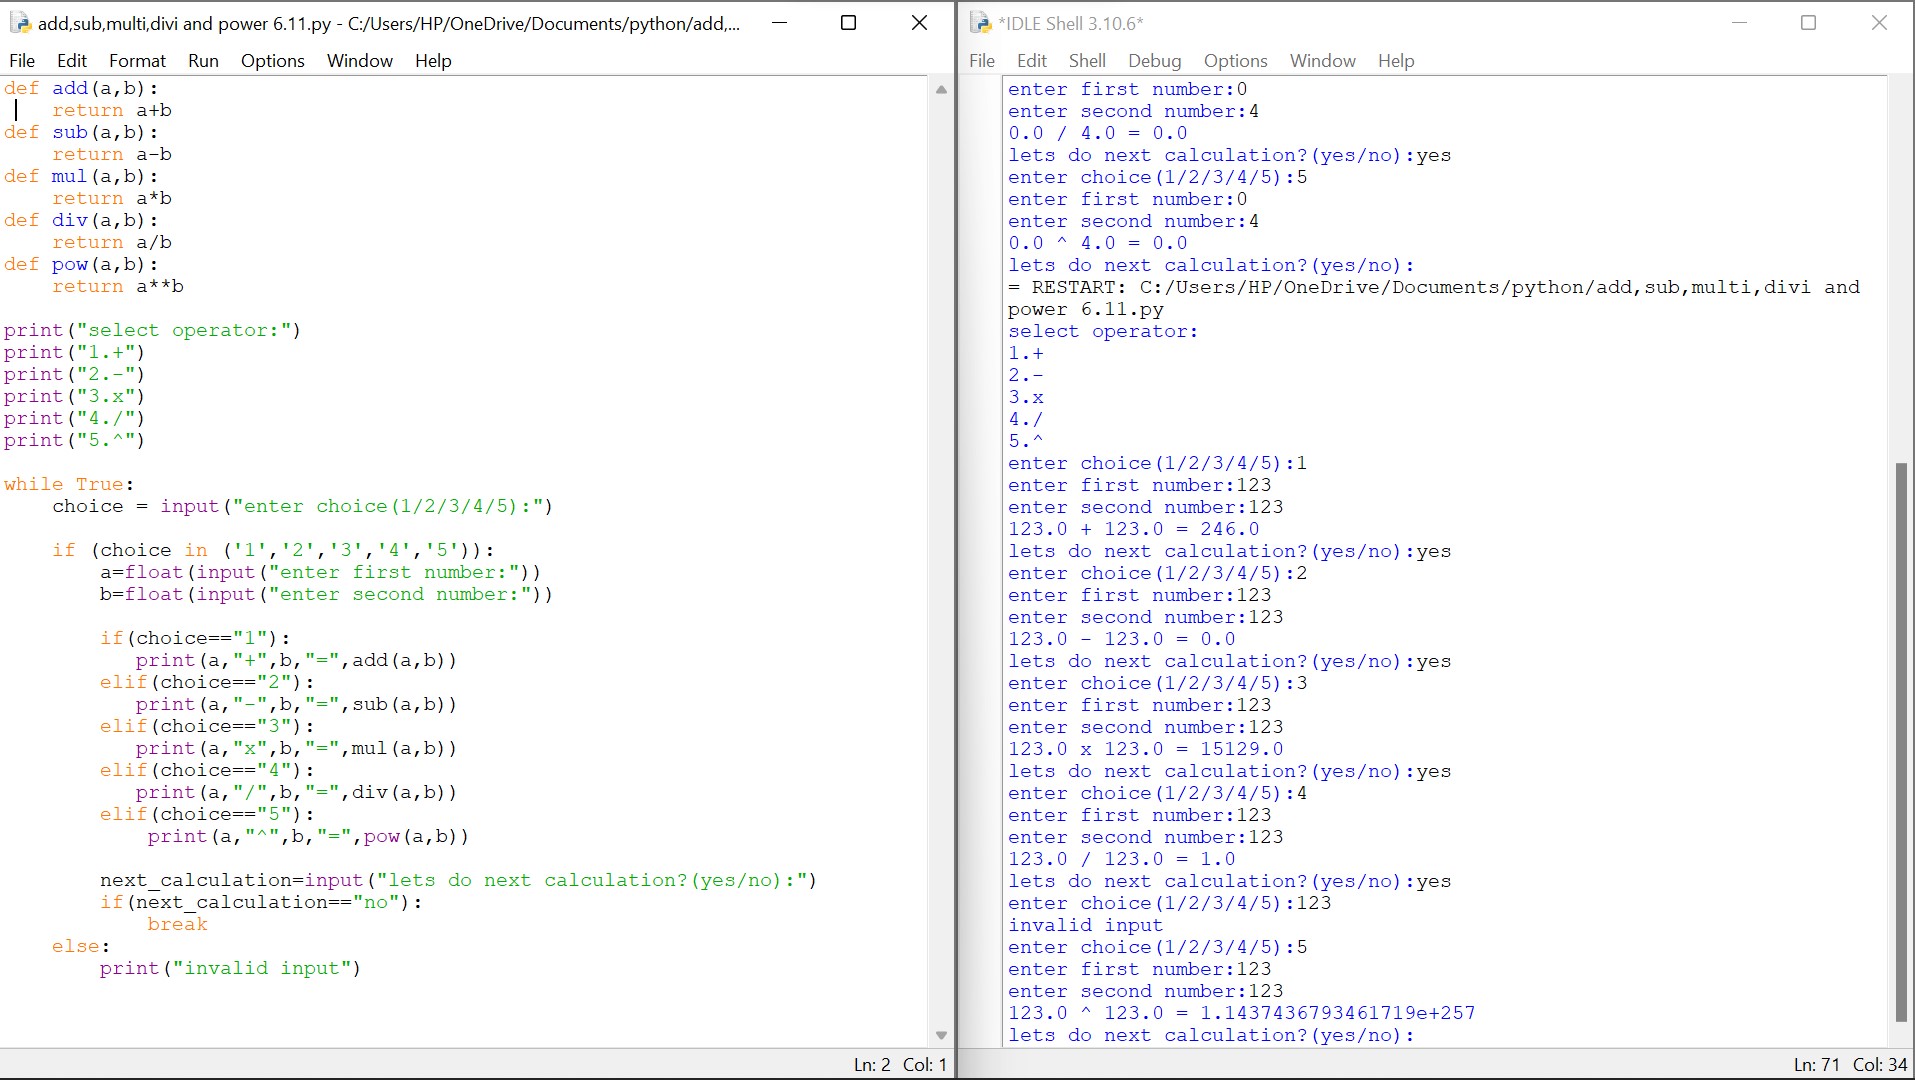 add,sub,multi,divi and power 6.11.py - C:/Users/HP/OneDrive/Documents/python/add,...
File Edit Format Run Options Window Help
def add(a,b):
    return a+b
def sub(a,b):
    return a-b
def mul(a,b):
    return a*b
def div(a,b):
    return a/b
def pow(a,b):
    return a**b
print("select operator:")
print("1.+")
print("2.-")
print("3.x")
print("4./")
print("5.^")
while True:
    choice = input("enter choice(1/2/3/4/5):")
    if (choice in ('1','2','3','4','5')):
        a=float(input("enter first number:"))
        b=float(input("enter second number:"))
        if(choice=="1"):
           print(a,"+",b,"=",add(a,b))
        elif(choice=="2"):
           print(a,"-",b,"=",sub(a,b))
        elif(choice=="3"):
           print(a,"x",b,"=",mul(a,b))
        elif(choice=="4"):
           print(a,"/",b,"=",div(a,b))
        elif(choice=="5"):
            print(a,"^",b,"=",pow(a,b))
        next_calculation=input("lets do next calculation?(yes/no):")
        if(next_calculation=="no"):
            break
    else:
        print("invalid input")
Ln: 2 Col: 1
*IDLE Shell 3.10.6*
File Edit Shell Debug Options Window Help
enter first number:0
enter second number:4
0.0 / 4.0 = 0.0
lets do next calculation?(yes/no):yes
enter choice(1/2/3/4/5):5
enter first number:0
enter second number:4
0.0 ^ 4.0 = 0.0
lets do next calculation?(yes/no):
= RESTART: C:/Users/HP/OneDrive/Documents/python/add,sub,multi,divi and
power 6.11.py
select operator:
1.+
2.-
3.x
4./
5.^
enter choice(1/2/3/4/5):1
enter first number:123
enter second number:123
123.0 + 123.0 = 246.0
lets do next calculation?(yes/no):yes
enter choice(1/2/3/4/5):2
enter first number:123
enter second number:123
123.0 - 123.0 = 0.0
lets do next calculation?(yes/no):yes
enter choice(1/2/3/4/5):3
enter first number:123
enter second number:123
123.0 x 123.0 = 15129.0
lets do next calculation?(yes/no):yes
enter choice(1/2/3/4/5):4
enter first number:123
enter second number:123
123.0 / 123.0 = 1.0
lets do next calculation?(yes/no):yes
enter choice(1/2/3/4/5):123
invalid input
enter choice(1/2/3/4/5):5
enter first number:123
enter second number:123
123.0 ^ 123.0 = 1.1437436793461719e+257
lets do next calculation?(yes/no):
Ln: 71 Col: 34